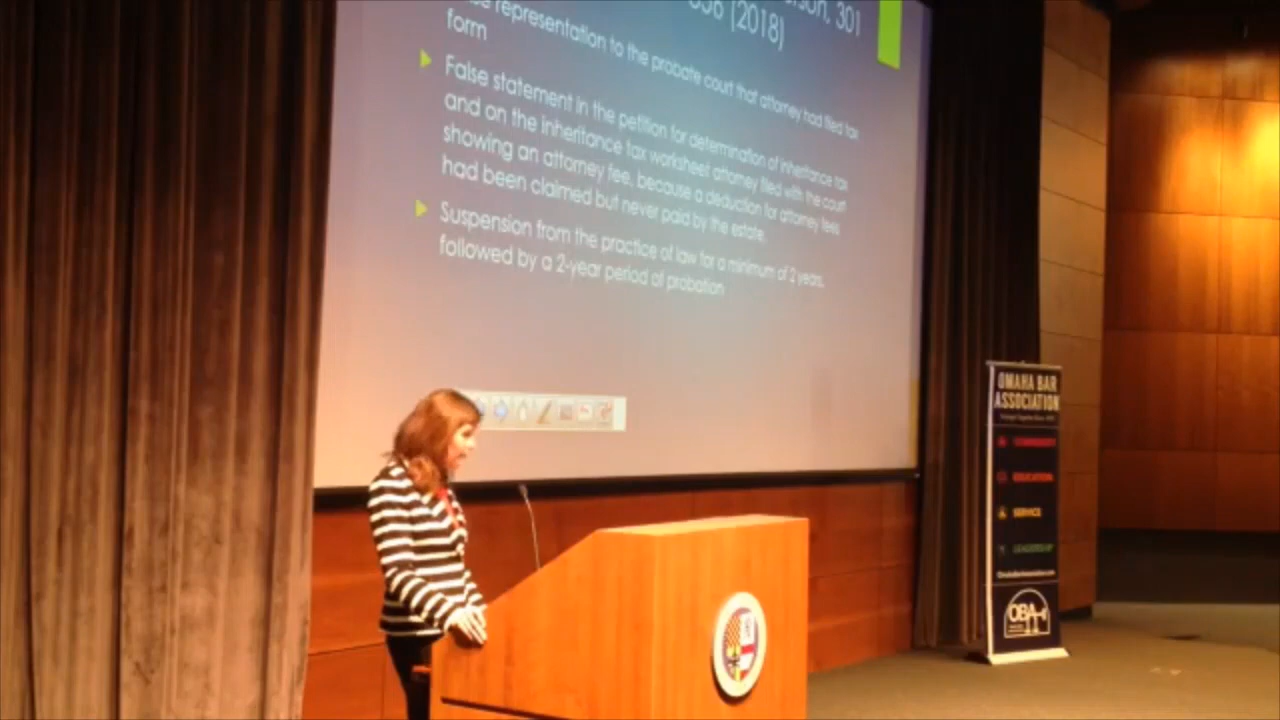 301
(2018)
representation to the probate court that attorney had filed tax
form
False statement in the petition for determination of inheritance tax
and on the inheritance tax worksheet attorney filed with the court
showing an attorney fee, because a deduction for attorney fees
had been claimed but never paid by the estate.
Suspension from the practice of law for a minimum of 2 years,
followed by a 2-year period of probation
OMAHA BAR
ASSOCIATION
EDUCATION
SERVICE
LEADERSHIP
OBA